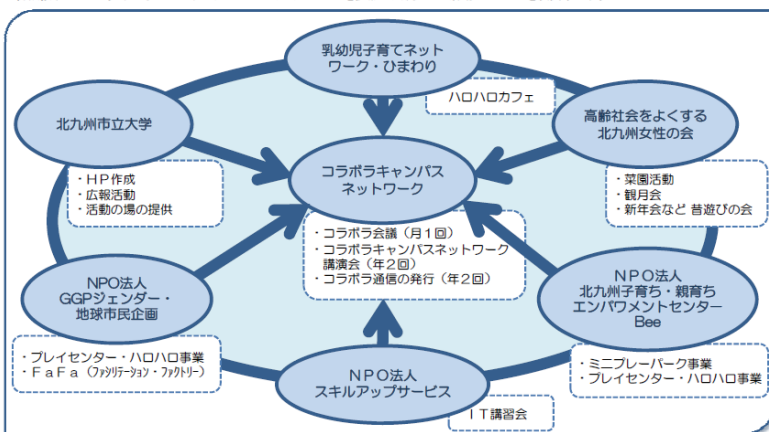 乳幼児子育てネット
ワーク・ひまわり
ハロハロカフェ
北九州市立大学
・HP作成
・広報活動
・活動の場の提供
高齢社会をよくする
北九州女性の会
・菜園活動
・観月会
・新年会など 昔遊びの会
コラボラキャンパス
ネットワーク
・コラボラ会議（月１回）
・コラボラキャンパスネットワーク
講演会（年２回）
・コラボラ通信の発行（年２回）
NPO法人
GGPジェンダー・
地球市民企画
・プレイセンター・ハロハロ事業
・FaFa（ﾌｧｼﾘﾃｰｼｮﾝ・ﾌｧｸﾄﾘｰ）
ＮＰＯ法人
北九州子育ち・親育ち
エンパワメントセンター
Bee
・ミニプレーパーク事業
・プレイセンター・ハロハロ事業
ＮＰＯ法人
スキルアップサービス
ＩＴ講習会